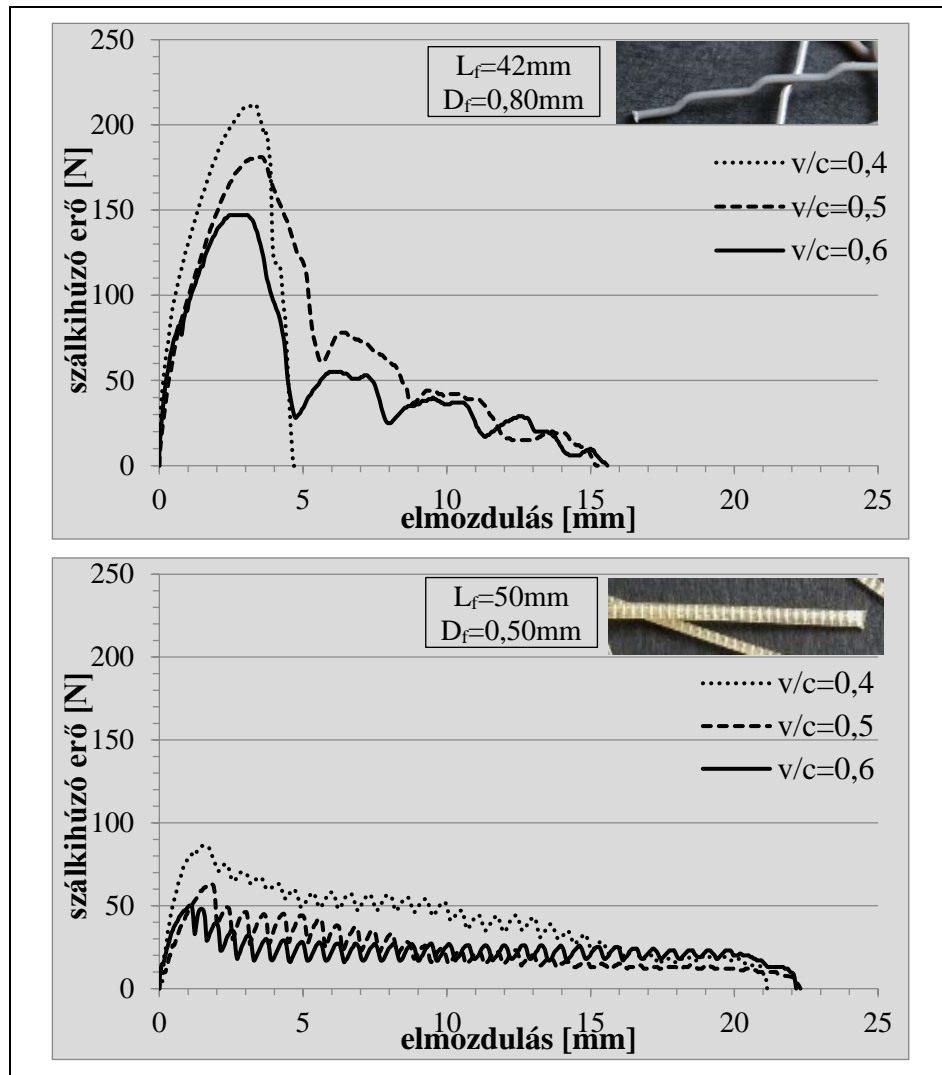 250
200
150
100
50
0
szálkihúzó erő [N]
L_f=42mm
D_f=0,80mm
v/c=0,4
v/c=0,5
v/c=0,6
0 5 10 15 20 25
elmozdulás [mm]
250
200
150
100
50
0
szálkihúzó erő [N]
L_f=50mm
D_f=0,50mm
v/c=0,4
v/c=0,5
v/c=0,6
0 5 10 15 20 25
elmozdulás [mm]